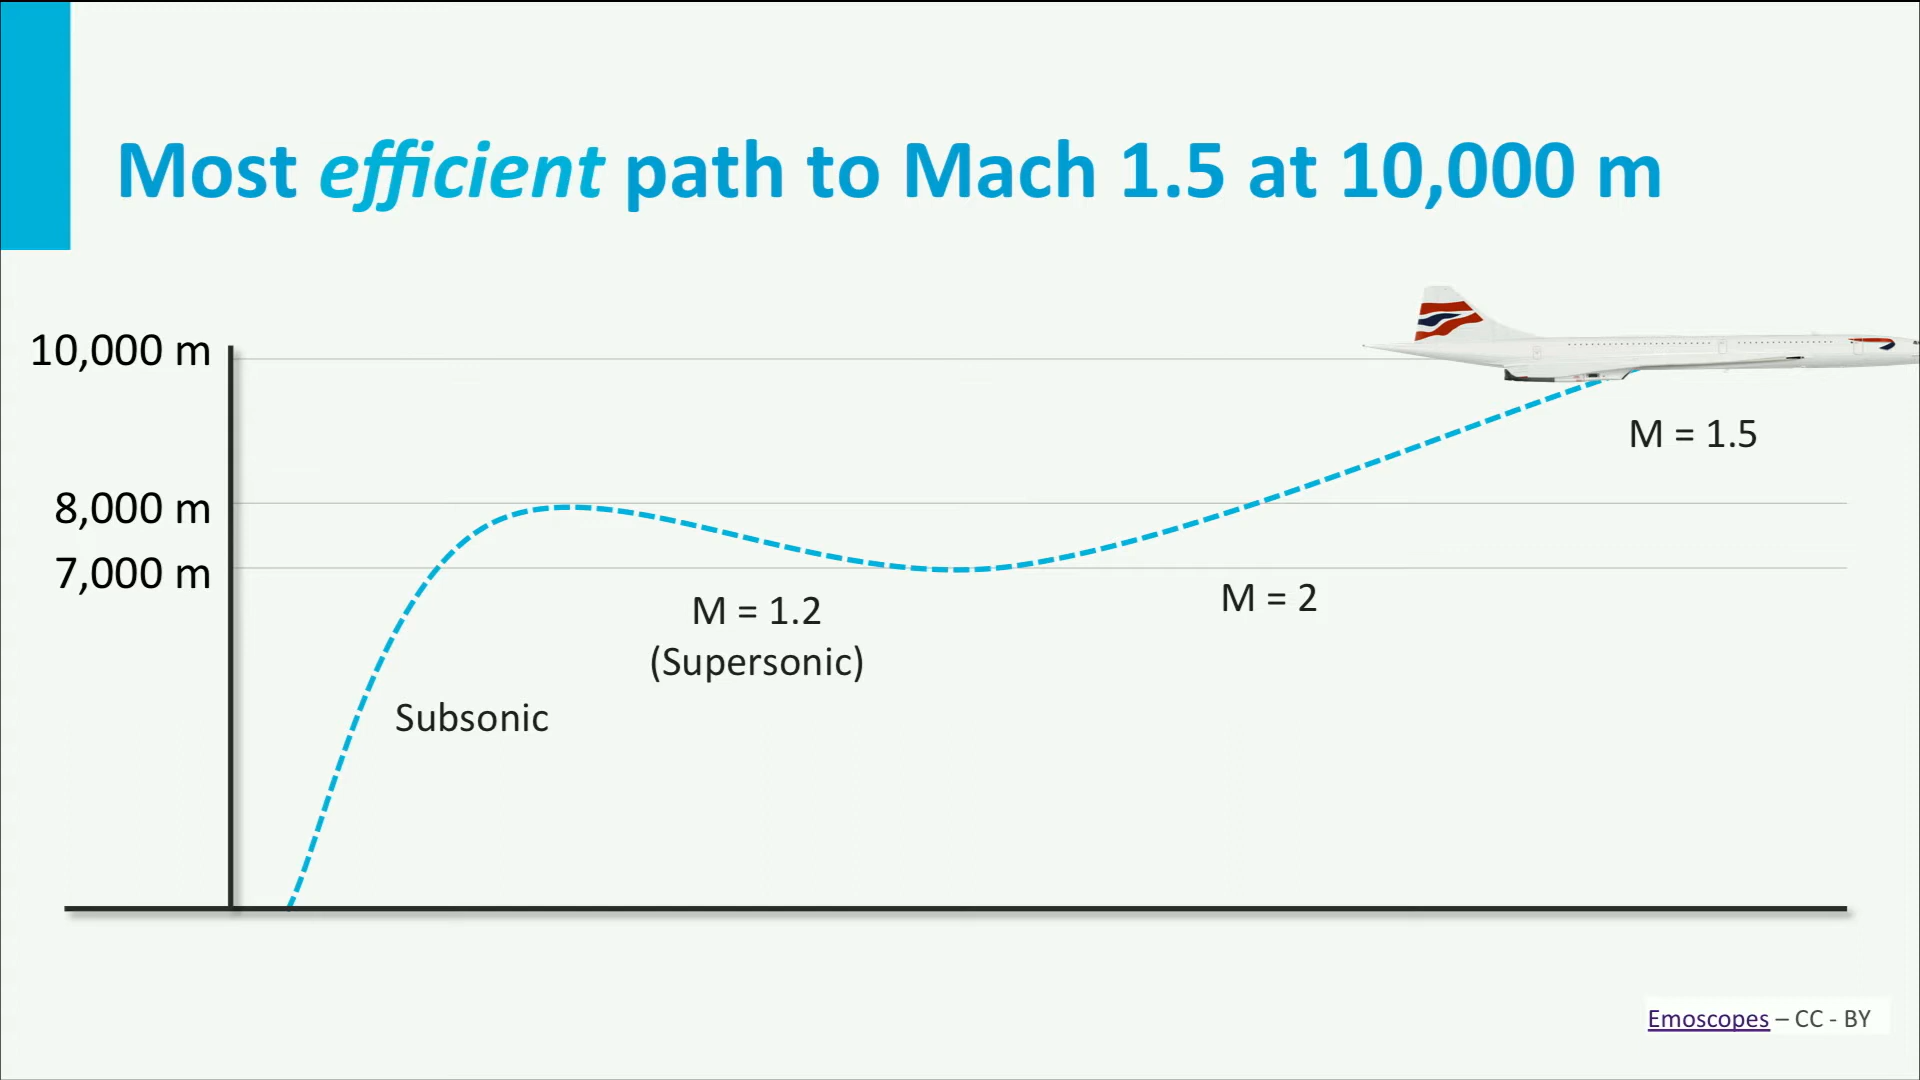 Most efficient path to Mach 1.5 at 10,000 m
10,000 m
M = 1.5
8,000 m
7,000 m
M = 2
M = 1.2
(Supersonic)
Subsonic
Emoscopes – CC - BY